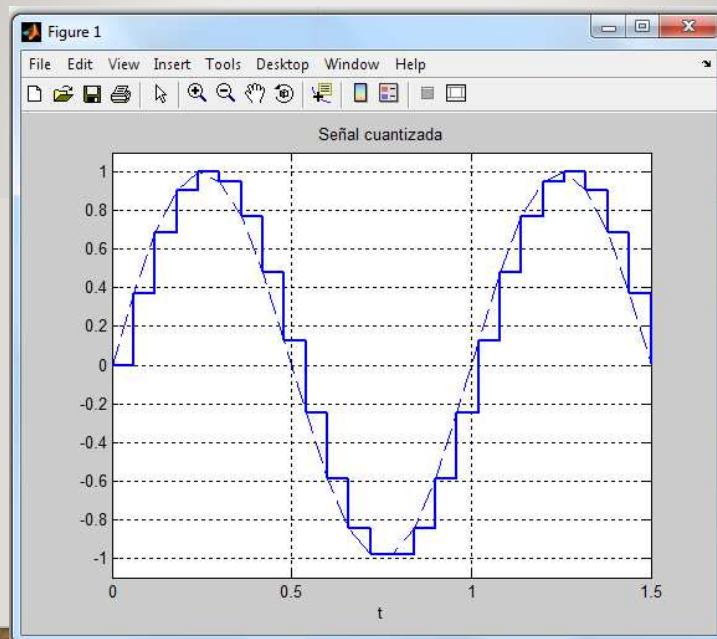 Figure 1
File Edit View Insert Tools Desktop Window Help
Señal cuantizada
1
0.8
0.6
0.4
0.2
0
-0.2
-0.4
-0.6
-0.8
-1
0 0.5 1 1.5
t